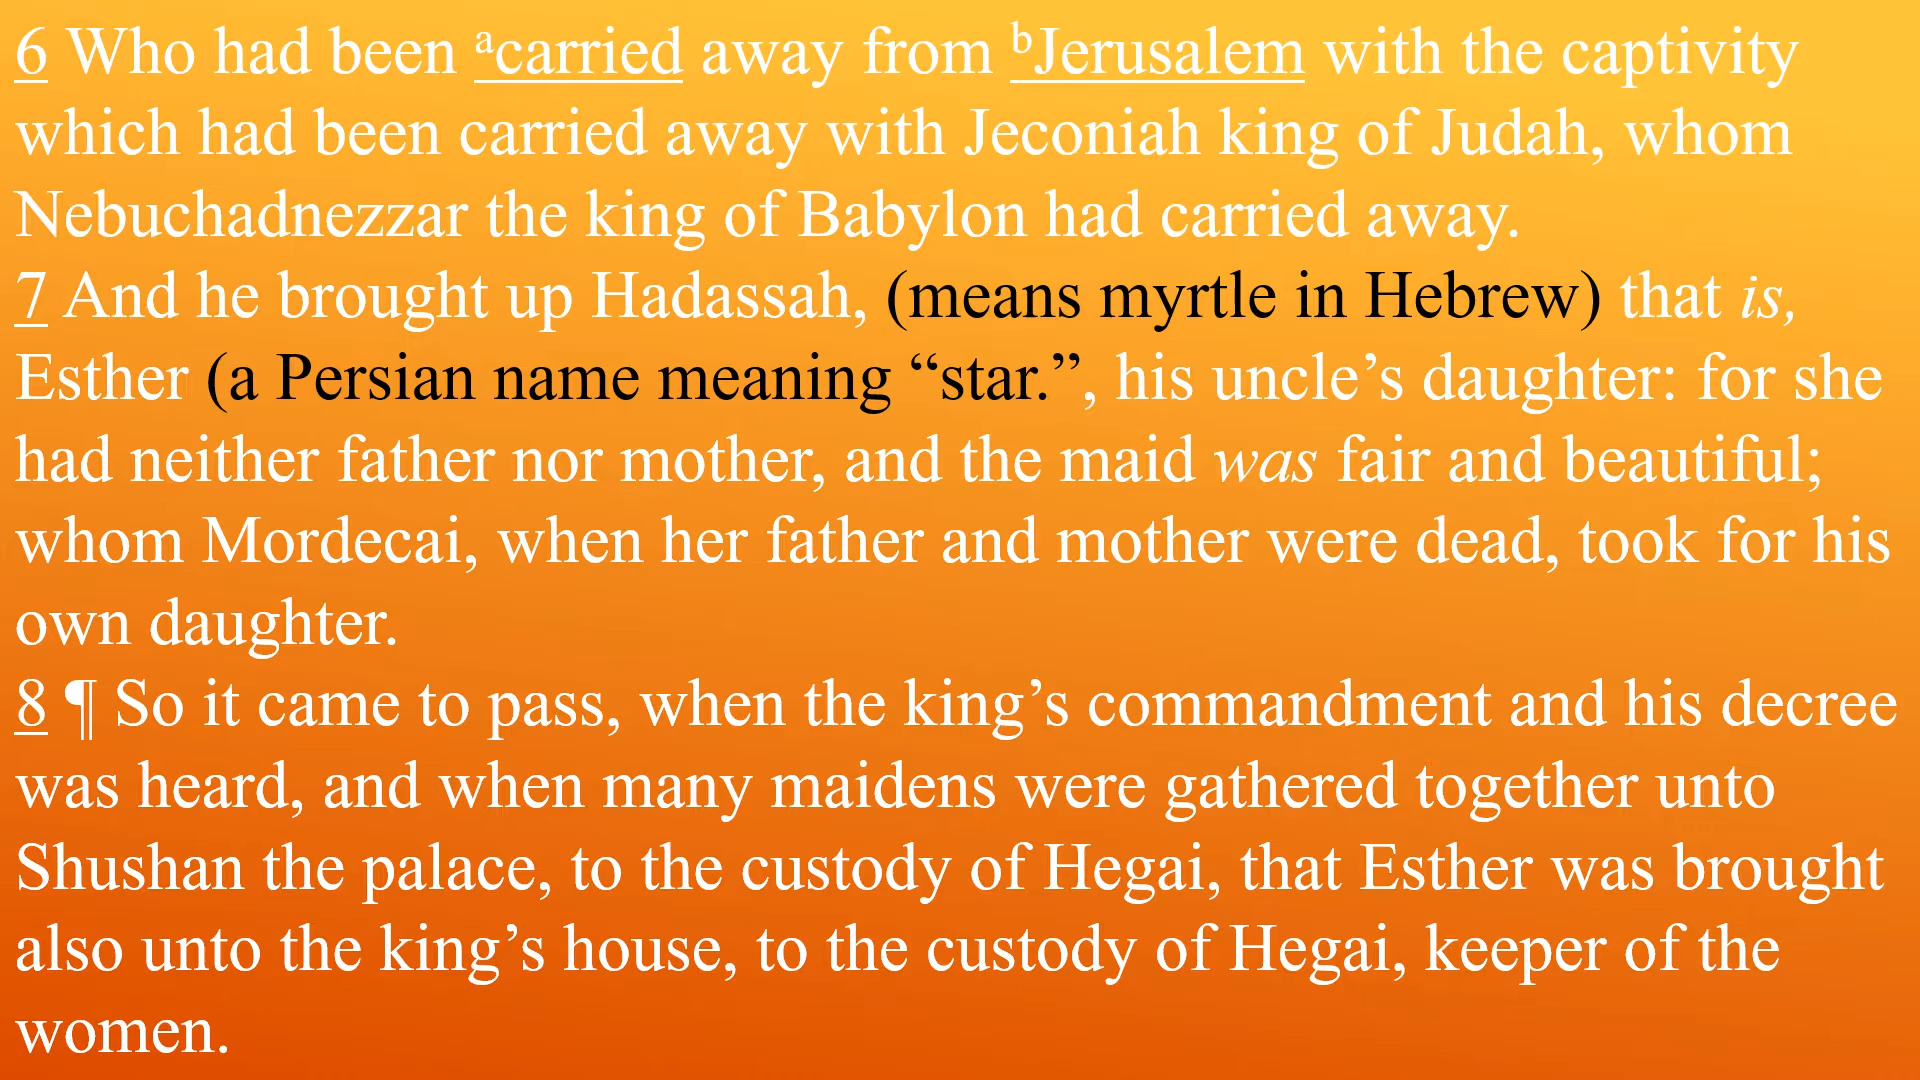 6 Who had been ᵃcarried away from ᵇJerusalem with the captivity
which had been carried away with Jeconiah king of Judah, whom
Nebuchadnezzar the king of Babylon had carried away.
7 And he brought up Hadassah, (means myrtle in Hebrew) that is,
Esther (a Persian name meaning “star.”, his uncle’s daughter: for she
had neither father nor mother, and the maid was fair and beautiful;
whom Mordecai, when her father and mother were dead, took for his
own daughter.
8 ¶ So it came to pass, when the king’s commandment and his decree
was heard, and when many maidens were gathered together unto
Shushan the palace, to the custody of Hegai, that Esther was brought
also unto the king’s house, to the custody of Hegai, keeper of the
women.